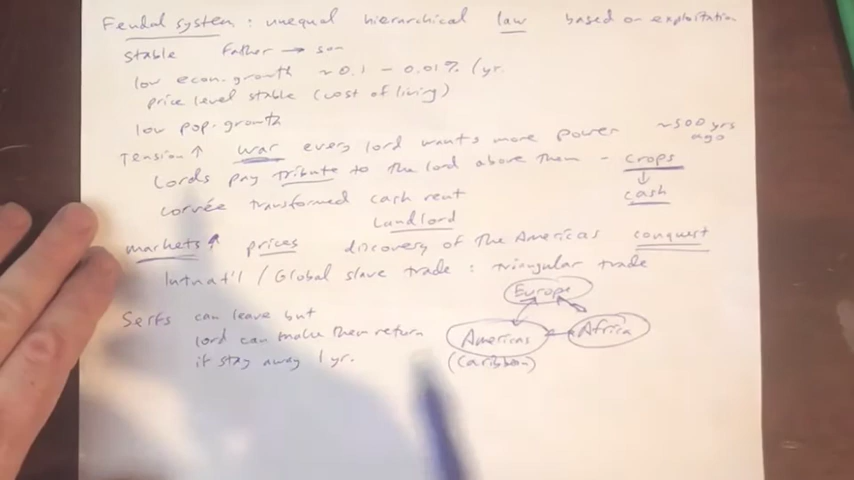 Feudal system : unequal hierarchical law based on exploitation
stable Father → son
low econ. growth ~0.1 - 0.01% / yr.
price level stable (cost of living)
low pop. growth
Tension ↑ war every lord wants more power ~500 yrs ago
Lords pay tribute to the lord above them - crops
↓
corvée transformed cash rent cash
Landlord
markets ↑ prices discovery of the Americas conquest
Intnat'l / Global slave trade : triangular trade
Europe
Serfs can leave but
lord can make them return Americas Africa
if stay away 1 yr. (Caribbean)